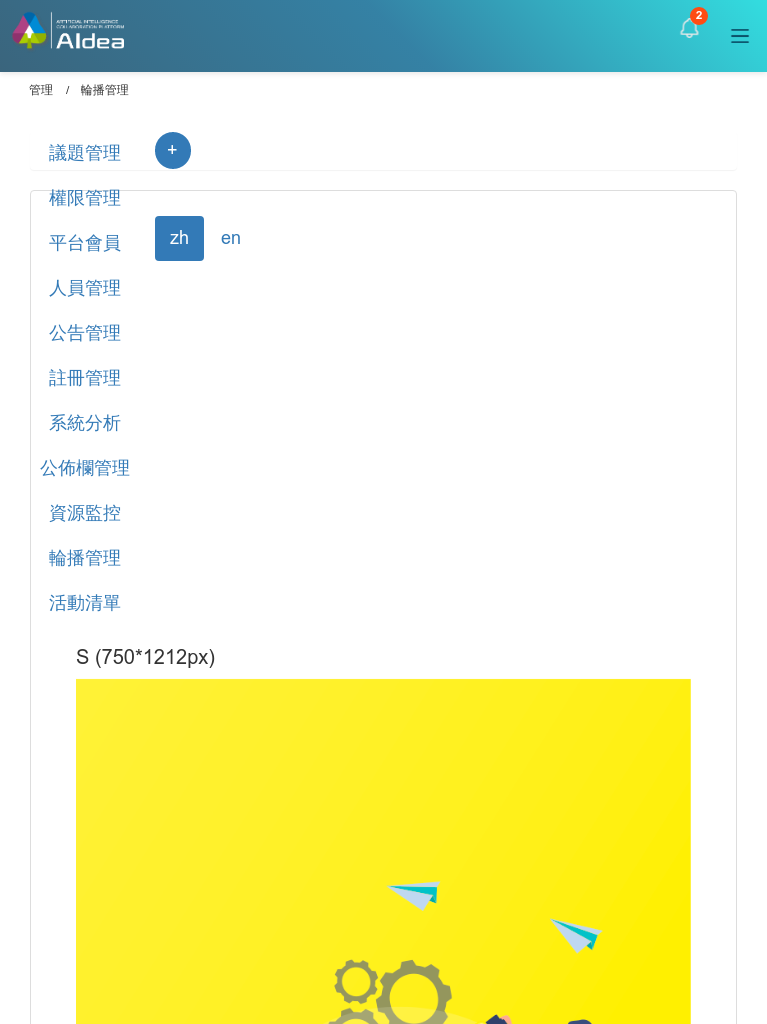 ARTIFICIAL INTELLIGENCE
COLLABORATION PLATFORM
AIdea
2
管理 / 輪播管理
議題管理
+
權限管理
平台會員
zh en
人員管理
公告管理
註冊管理
系統分析
公佈欄管理
資源監控
輪播管理
活動清單
S (750*1212px)